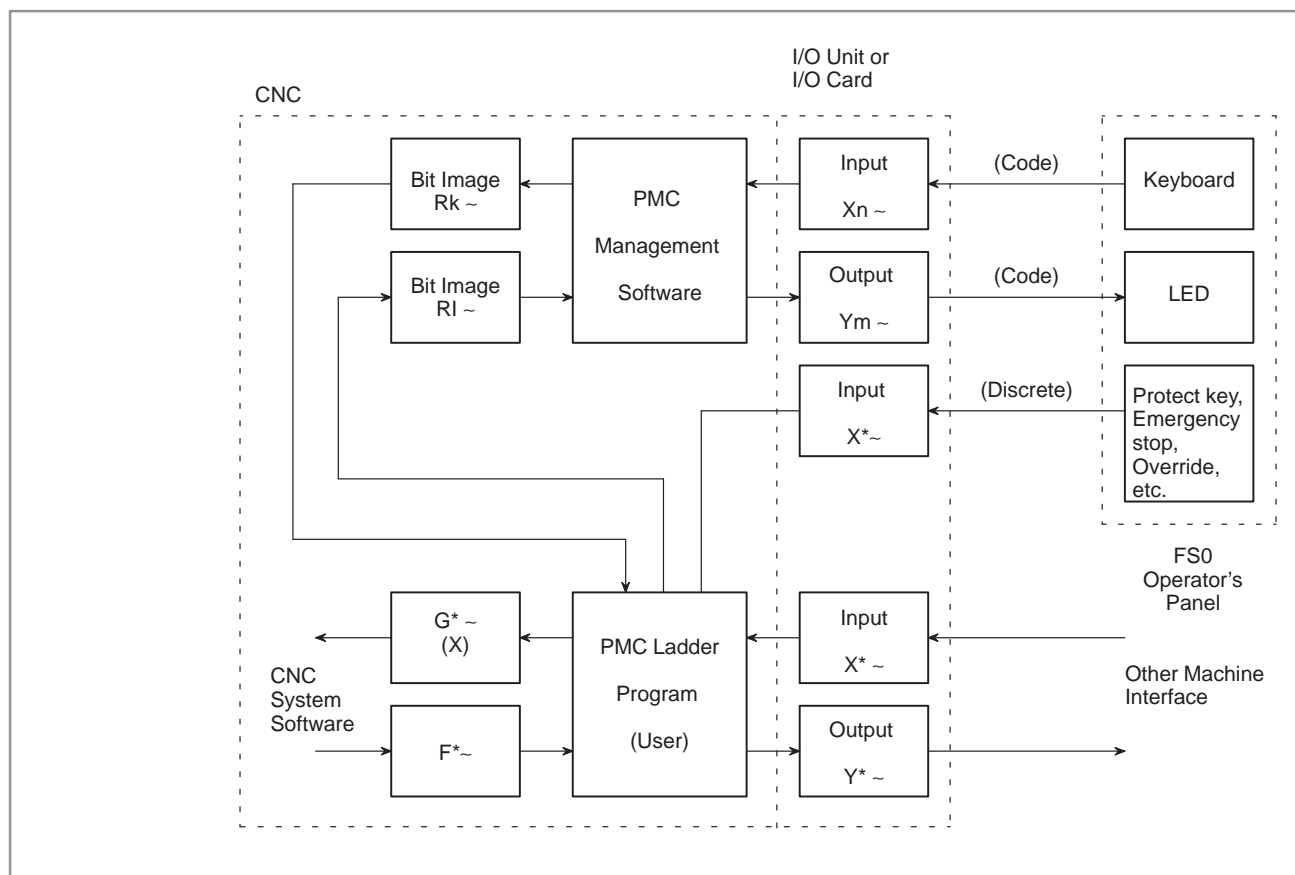 I/O Unit or
I/O Card
CNC
Bit Image
Rk ~
PMC
Management
Software
Input
Xn ~
(Code)
Keyboard
Bit Image
Rl ~
Output
Ym ~
(Code)
LED
Input
X*~
(Discrete)
Protect key,
Emergency
stop,
Override,
etc.
FS0
Operator's
Panel
G* ~
(X)
PMC Ladder
Program
(User)
Input
X* ~
CNC
System
Software
Other Machine
Interface
F*~
Output
Y* ~